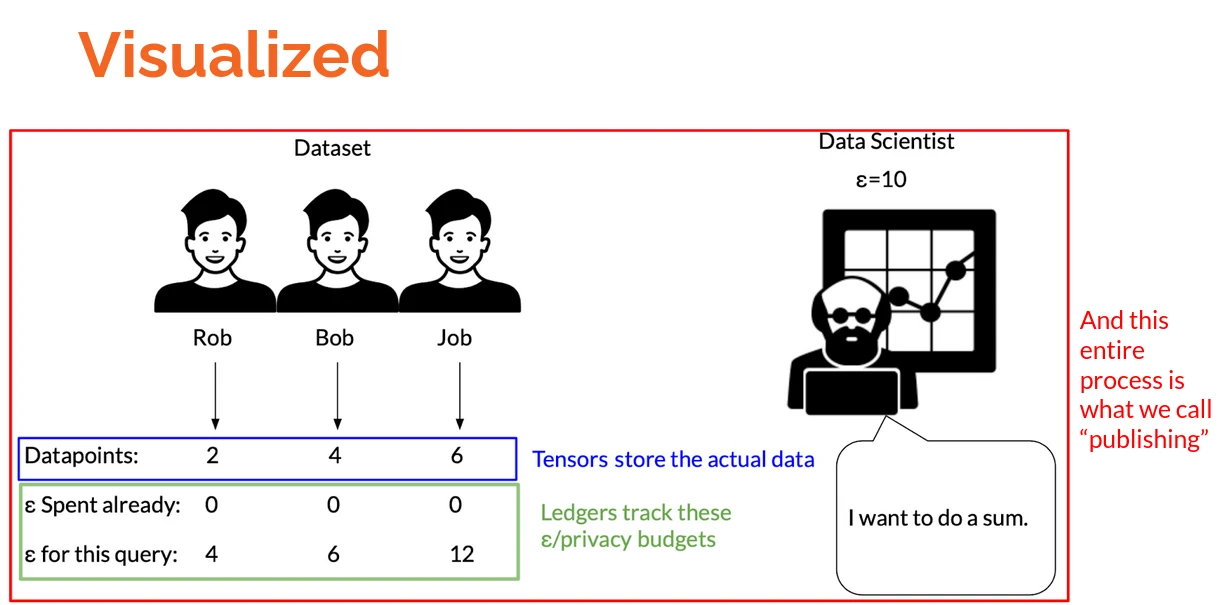 Visualized
Dataset
Data Scientist
ε=10
Rob Bob Job
Datapoints: 2 4 6
Tensors store the actual data
ε Spent already: 0 0 0
ε for this query: 4 6 12
Ledgers track these
ε/privacy budgets
I want to do a sum.
And this
entire
process is
what we call
“publishing”